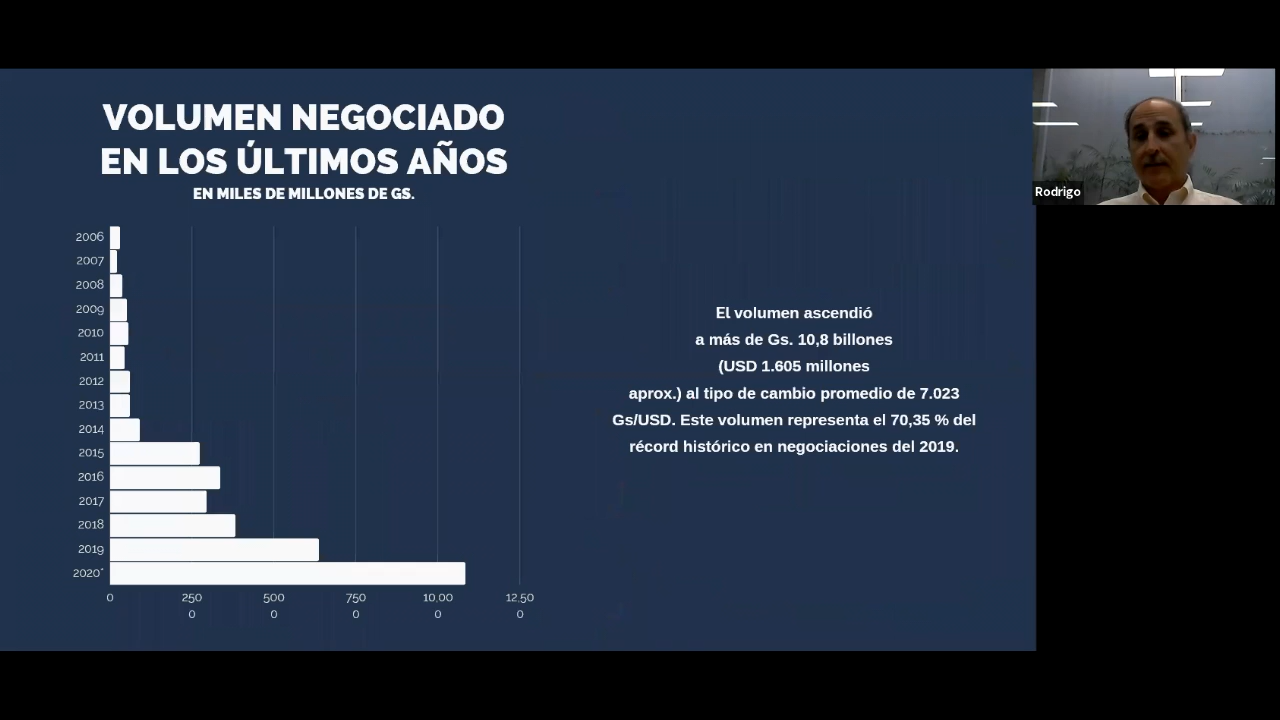 VOLUMEN NEGOCIADO
EN LOS ÚLTIMOS AÑOS
EN MILES DE MILLONES DE GS.
2006
2007
2008
2009
2010
2011
2012
2013
2014
2015
2016
2017
2018
2019
2020*
0
250
0
500
0
750
0
10,00
0
12,50
0
El volumen ascendió
a más de Gs. 10,8 billones
(USD 1.605 millones
aprox.) al tipo de cambio promedio de 7.023
Gs/USD. Este volumen representa el 70,35 % del
récord histórico en negociaciones del 2019.
Rodrigo